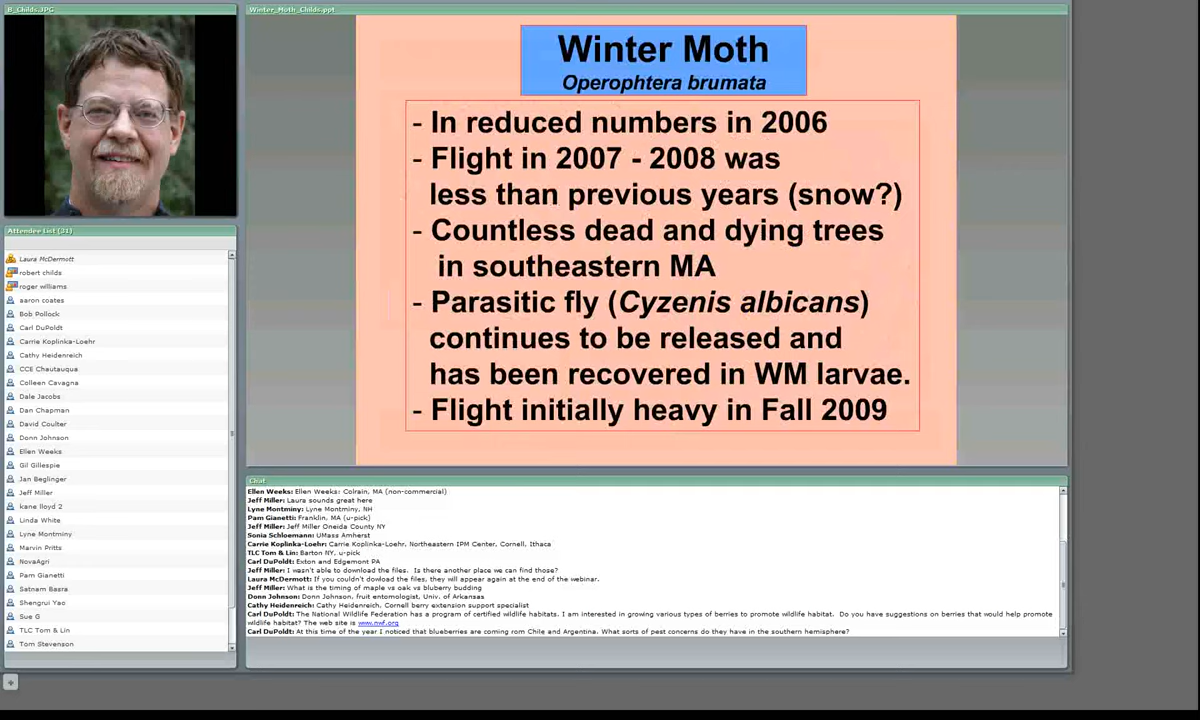 B_Childs.JPG
Winter_Moth_Childs.ppt
Winter Moth
Operophtera brumata
- In reduced numbers in 2006
- Flight in 2007 - 2008 was
less than previous years (snow?)
- Countless dead and dying trees
in southeastern MA
- Parasitic fly (Cyzenis albicans)
continues to be released and
has been recovered in WM larvae.
- Flight initially heavy in Fall 2009
Attendee List (31)
Laura McDermott
robert childs
roger williams
aaron coates
Bob Pollock
Carl DuPoldt
Carrie Koplinka-Loehr
Cathy Heidenreich
CCE Chautauqua
Colleen Cavagna
Dale Jacobs
Dan Chapman
David Coulter
Donn Johnson
Ellen Weeks
Gil Gillespie
Jan Beglinger
Jeff Miller
kane lloyd 2
Linda White
Lyne Montminy
Marvin Pritts
NovaAgri
Pam Gianetti
Satnam Basra
Shengrui Yao
Sue G
TLC Tom & Lin
Tom Stevenson
Chat
Ellen Weeks: Ellen Weeks: Colrain, MA (non-commercial)
Jeff Miller: Laura sounds great here
Lyne Montminy: Lyne Montminy, NH
Pam Gianetti: Franklin, MA (u-pick)
Jeff Miller: Jeff Miller Oneida County NY
Sonia Schloemann: UMass Amherst
Carrie Koplinka-Loehr: Carrie Koplinka-Loehr, Northeastern IPM Center, Cornell, Ithaca
TLC Tom & Lin: Barton NY, u-pick
Carl DuPoldt: Exton and Edgemont PA
Jeff Miller: I wasn't able to download the files. Is there another place we can find those?
Laura McDermott: If you couldn't dowload the files, they will appear again at the end of the webinar.
Jeff Miller: What is the timing of maple vs oak vs bluberry budding
Donn Johnson: Donn Johnson, fruit entomologist, Univ. of Arkansas
Cathy Heidenreich: Cathy Heidenreich, Cornell berry extension support specialist
Carl DuPoldt: The National Wildlife Federation has a program of certified wildlife habitats. I am interested in growing various types of berries to promote wildlife habitat. Do you have suggestions on berries that would help promote
wildlife habitat? The web site is www.nwf.org
Carl DuPoldt: At this time of the year I noticed that blueberries are coming rom Chile and Argentina. What sorts of pest concerns do they have in the southern hemisphere?